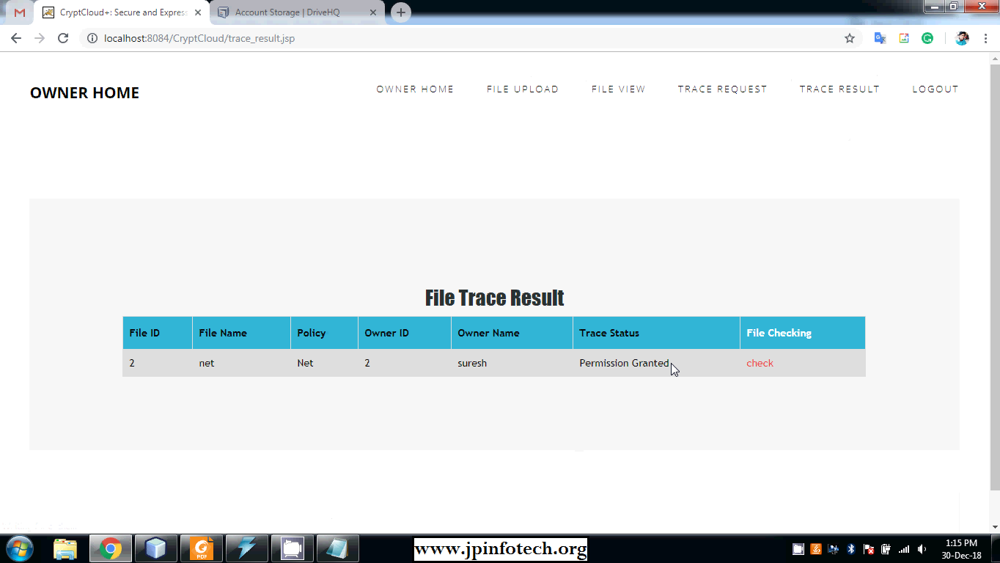 CryptCloud+: Secure and Express
Account Storage | DriveHQ
localhost:8084/CryptCloud/trace_result.jsp
OWNER HOME
OWNER HOME FILE UPLOAD FILE VIEW TRACE REQUEST TRACE RESULT LOGOUT
File Trace Result
File ID File Name Policy Owner ID Owner Name Trace Status File Checking
2 net Net 2 suresh Permission Granted check
PDF
www.jpinfotech.org
1:15 PM
30-Dec-18